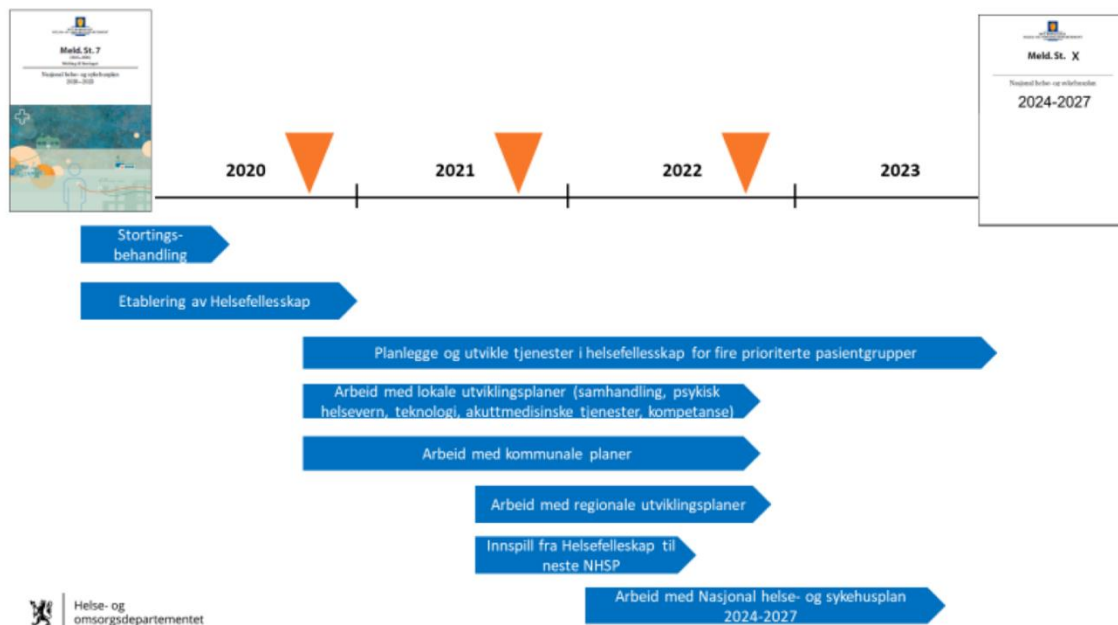 Meld. St. 7
Nasjonal helse- og sykehusplan
Meld. St. X
Nasjonal helse- og sykehusplan
2024-2027
2020
2021
2022
2023
Stortings-
behandling
Etablering av Helsefellesskap
Planlegge og utvikle tjenester i helsefellesskap for fire prioriterte pasientgrupper
Arbeid med lokale utviklingsplaner (samhandling, psykisk
helsevern, teknologi, akuttmedisinske tjenester, kompetanse)
Arbeid med kommunale planer
Arbeid med regionale utviklingsplaner
Innspill fra Helsefelleskap til
neste NHSP
Arbeid med Nasjonal helse- og sykehusplan
2024-2027
Helse- og
omsorgsdepartementet